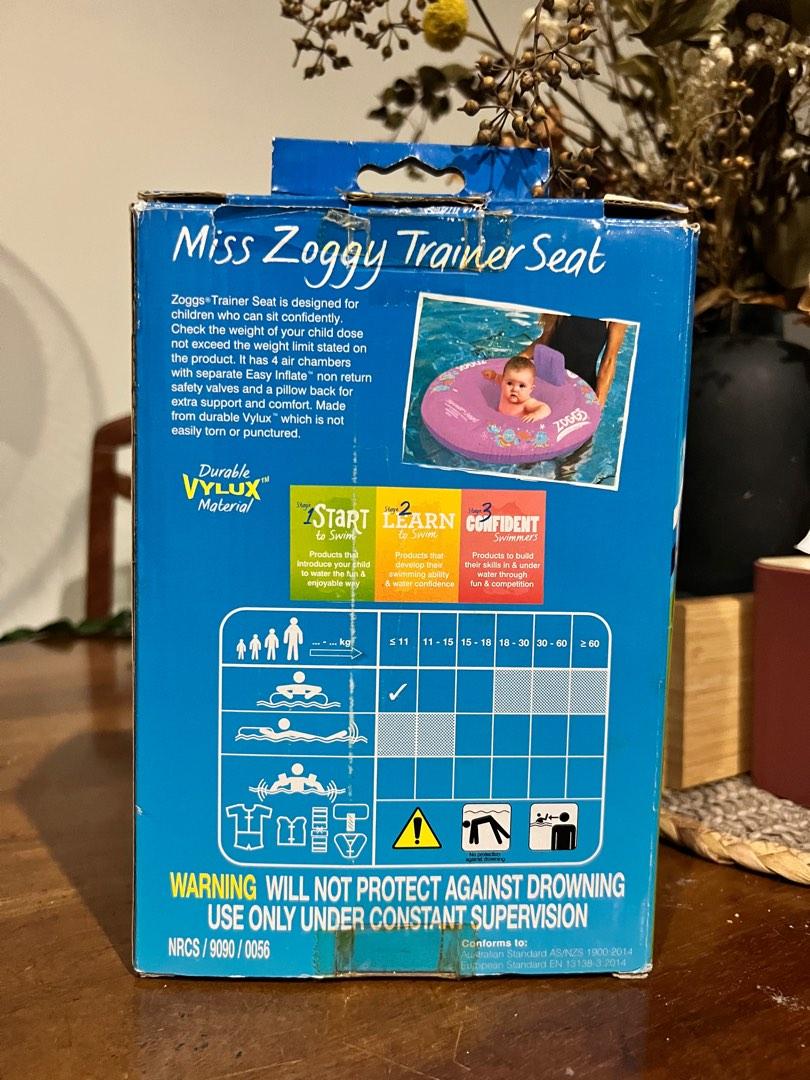 Miss Zoggy Trainer Seat
Zoggs® Trainer Seat is designed for
children who can sit confidently.
Check the weight of your child dose
not exceed the weight limit stated on
the product. It has 4 air chambers
with separate Easy Inflate™ non return
safety valves and a pillow back for
extra support and comfort. Made
from durable Vylux™ which is not
easily torn or punctured.
ZOGGS
Durable
VYLUX™
Material
Stage 1 START
to Swim
Products that
introduce your child
to water the fun &
enjoyable way
Stage 2 LEARN
to Swim
Products that
develop their
swimming ability
& water confidence
Stage 3 CONFIDENT
Swimmers
Products to build
their skills in & under
water through
fun & competition
... - ... kg ≤ 11 11 - 15 15 - 18 18 - 30 30 - 60 ≥ 60
No protection
against drowning
WARNING WILL NOT PROTECT AGAINST DROWNING
USE ONLY UNDER CONSTANT SUPERVISION
NRCS / 9090 / 0056
Conforms to:
Australian Standard AS/NZS 1900:2014
European Standard EN 13138-3 2014